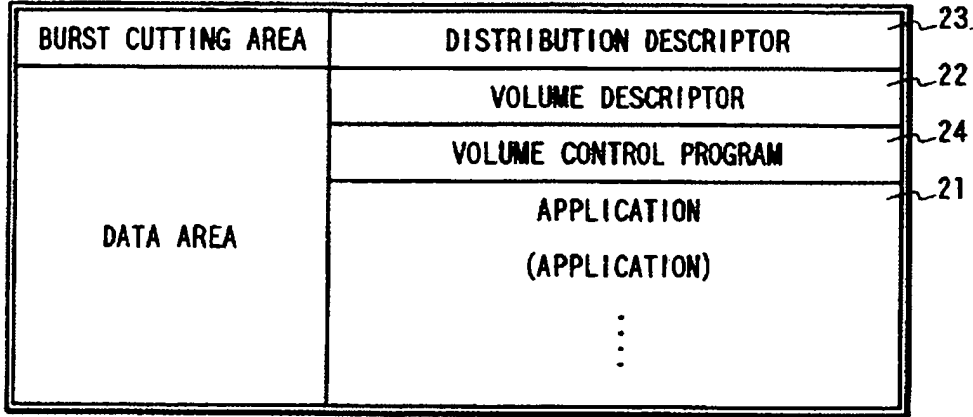 BURST CUTTING AREA
DISTRIBUTION DESCRIPTOR
23
VOLUME DESCRIPTOR
22
VOLUME CONTROL PROGRAM
24
DATA AREA
APPLICATION
21
(APPLICATION)